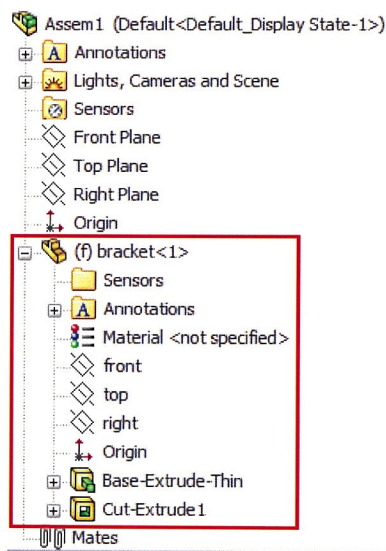 Assem1 (Default<Default_Display State-1>)
Annotations
Lights, Cameras and Scene
Sensors
Front Plane
Top Plane
Right Plane
Origin
(f) bracket<1>
Sensors
Annotations
Material <not specified>
front
top
right
Origin
Base-Extrude-Thin
Cut-Extrude1
Mates